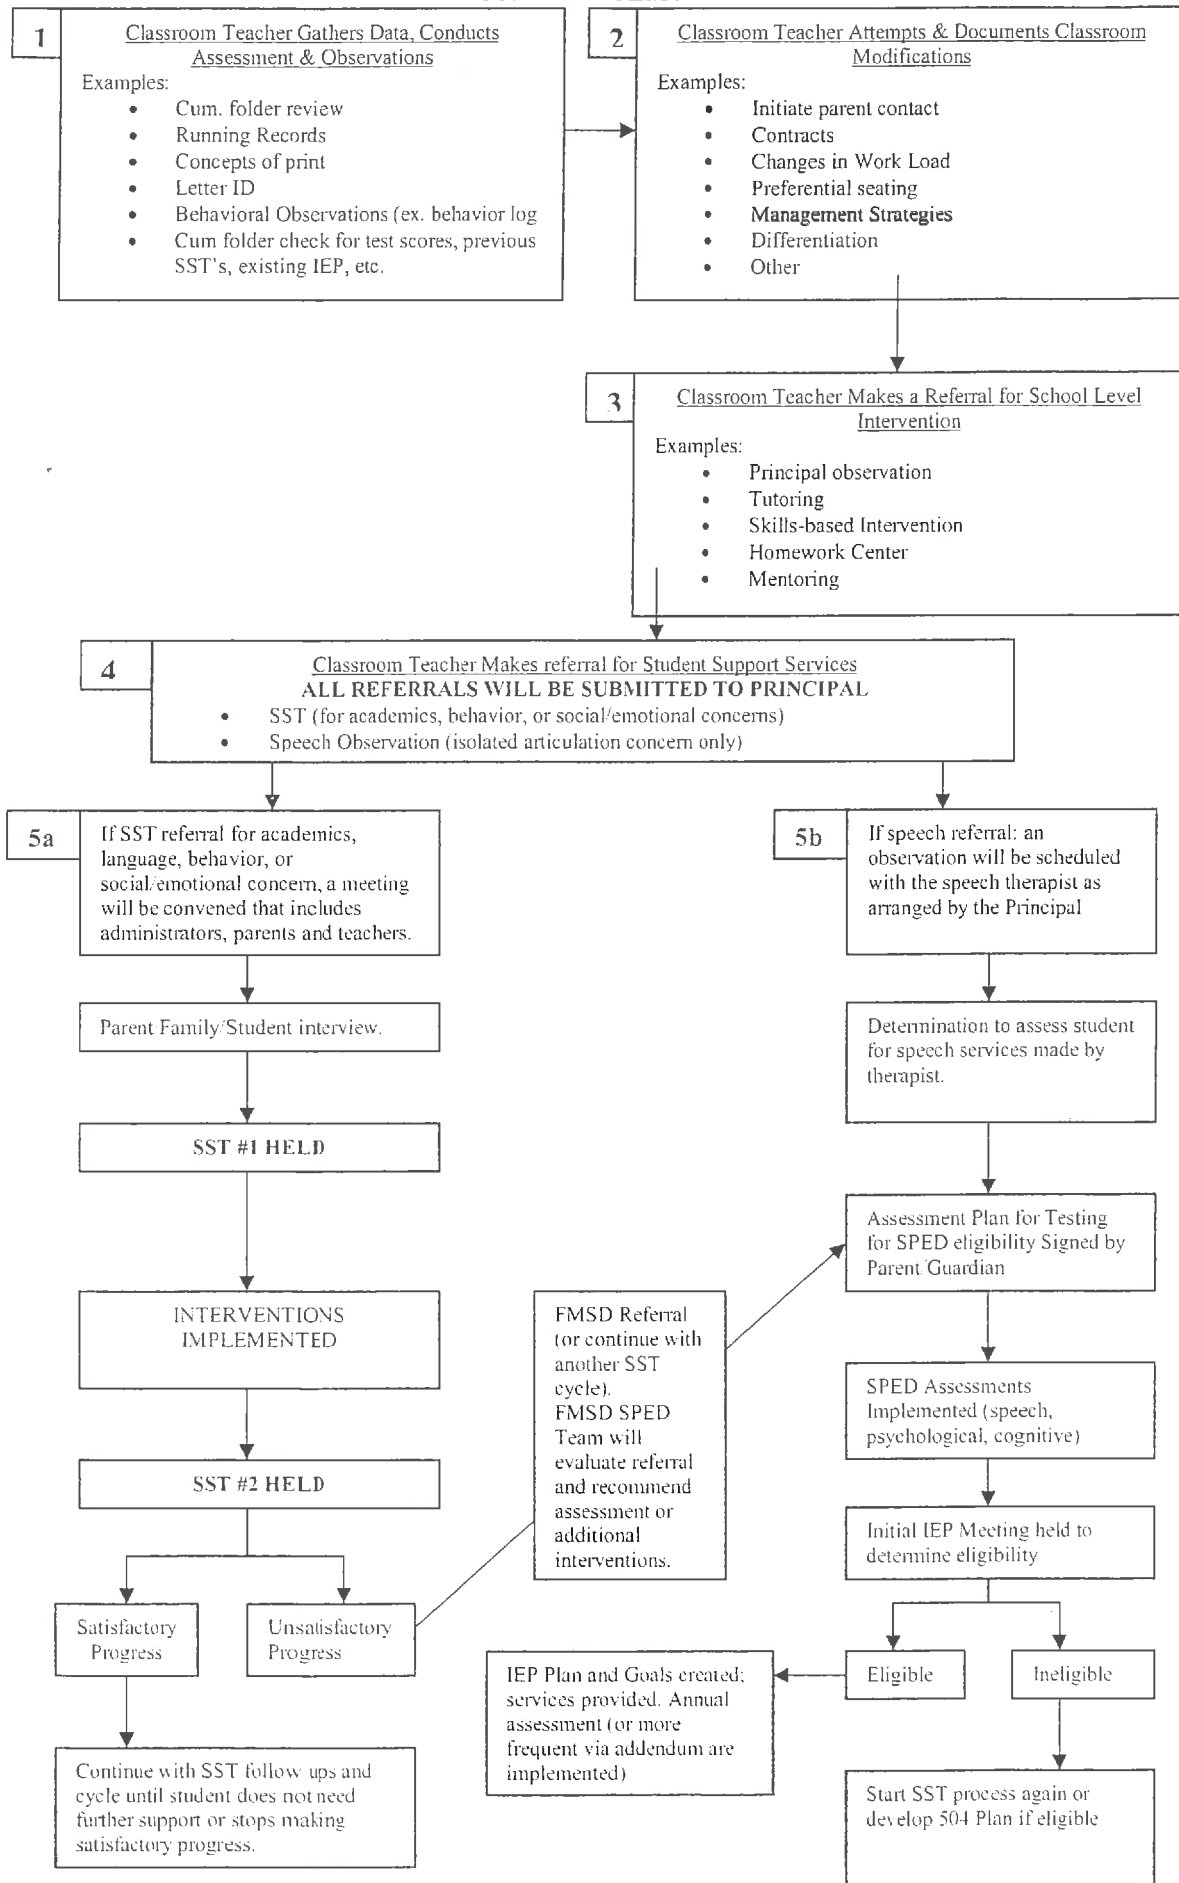 1
Classroom Teacher Gathers Data, Conducts
Assessment & Observations
Examples:
• Cum. folder review
• Running Records
• Concepts of print
• Letter ID
• Behavioral Observations (ex. behavior log
• Cum folder check for test scores, previous
SST's, existing IEP, etc.
2
Classroom Teacher Attempts & Documents Classroom
Modifications
Examples:
• Initiate parent contact
• Contracts
• Changes in Work Load
• Preferential seating
• Management Strategies
• Differentiation
• Other
3
Classroom Teacher Makes a Referral for School Level
Intervention
Examples:
• Principal observation
• Tutoring
• Skills-based Intervention
• Homework Center
• Mentoring
4
Classroom Teacher Makes referral for Student Support Services
ALL REFERRALS WILL BE SUBMITTED TO PRINCIPAL
• SST (for academics, behavior, or social/emotional concerns)
• Speech Observation (isolated articulation concern only)
5a
If SST referral for academics,
language, behavior, or
social/emotional concern, a meeting
will be convened that includes
administrators, parents and teachers.
Parent Family/Student interview.
SST #1 HELD
INTERVENTIONS
IMPLEMENTED
SST #2 HELD
Satisfactory
Progress
Unsatisfactory
Progress
Continue with SST follow ups and
cycle until student does not need
further support or stops making
satisfactory progress.
FMSD Referral
(or continue with
another SST
cycle).
FMSD SPED
Team will
evaluate referral
and recommend
assessment or
additional
interventions.
5b
If speech referral: an
observation will be scheduled
with the speech therapist as
arranged by the Principal
Determination to assess student
for speech services made by
therapist.
Assessment Plan for Testing
for SPED eligibility Signed by
Parent/Guardian
SPED Assessments
Implemented (speech,
psychological, cognitive)
Initial IEP Meeting held to
determine eligibility
Eligible
Ineligible
IEP Plan and Goals created;
services provided. Annual
assessment (or more
frequent via addendum are
implemented)
Start SST process again or
develop 504 Plan if eligible